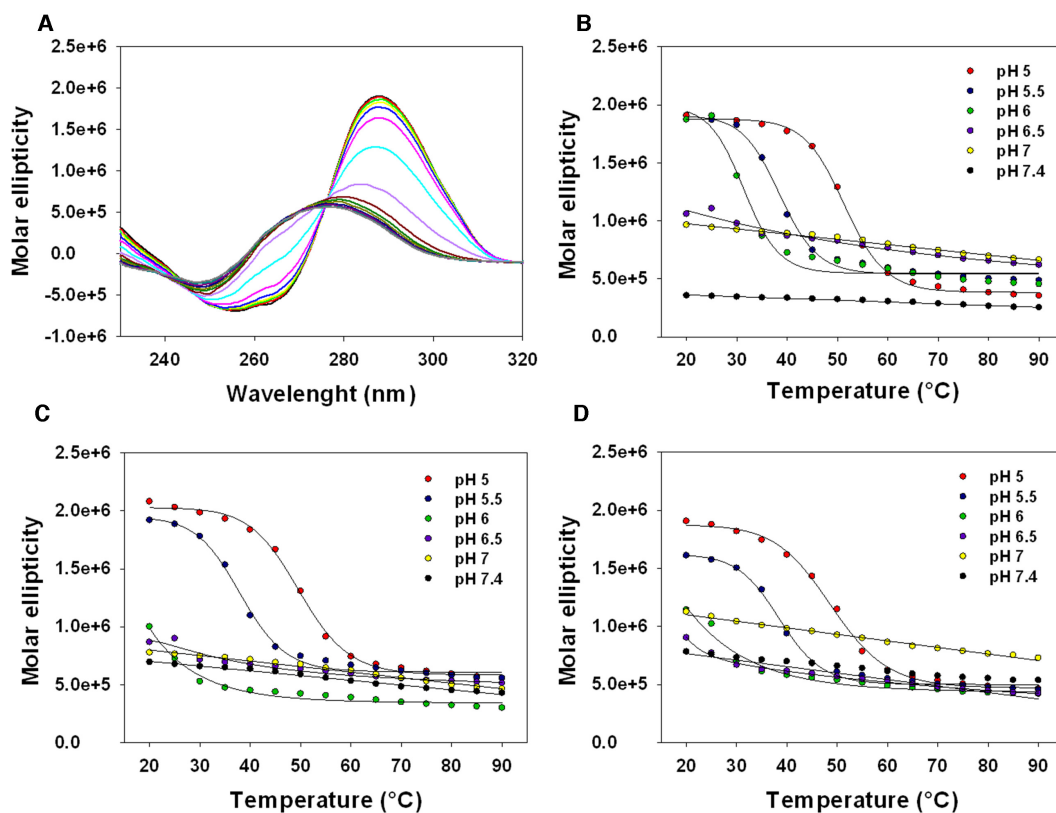 A
2.5e+6
2.0e+6
1.5e+6
1.0e+6
5.0e+5
0.0
-5.0e+5
-1.0e+6
Molar ellipticity
240 260 280 300 320
Wavelenght (nm)
B
2.5e+6
2.0e+6
1.5e+6
1.0e+6
5.0e+5
0.0
Molar ellipticity
pH 5
pH 5.5
pH 6
pH 6.5
pH 7
pH 7.4
20 30 40 50 60 70 80 90
Temperature (°C)
C
2.5e+6
2.0e+6
1.5e+6
1.0e+6
5.0e+5
0.0
Molar ellipticity
pH 5
pH 5.5
pH 6
pH 6.5
pH 7
pH 7.4
20 30 40 50 60 70 80 90
Temperature (°C)
D
2.5e+6
2.0e+6
1.5e+6
1.0e+6
5.0e+5
0.0
Molar ellipticity
pH 5
pH 5.5
pH 6
pH 6.5
pH 7
pH 7.4
20 30 40 50 60 70 80 90
Temperature (°C)